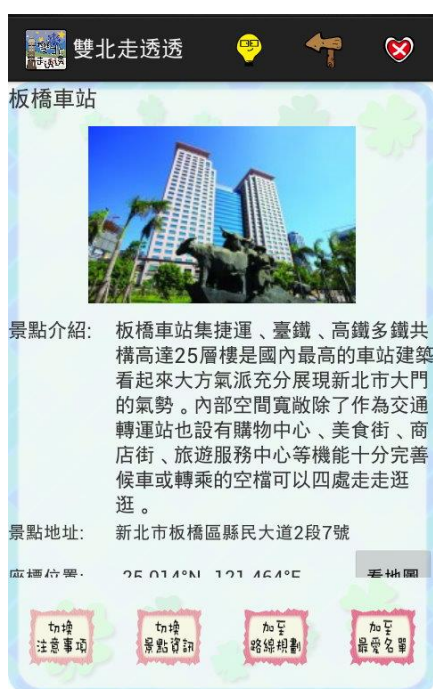 雙北走透透
板橋車站
景點介紹: 板橋車站集捷運、臺鐵、高鐵多鐵共
構高達25層樓是國內最高的車站建築
看起來大方氣派充分展現新北市大門
的氣勢。內部空間寬敞除了作為交通
轉運站也設有購物中心、美食街、商
店街、旅遊服務中心等機能十分完善
候車或轉乘的空檔可以四處走走逛
逛。
景點地址: 新北市板橋區縣民大道2段7號
座標位置: 25.014°N, 121.464°E 看地圖
切換 切換 加至 加至
注意事項 景點資訊 路線規劃 最愛名單